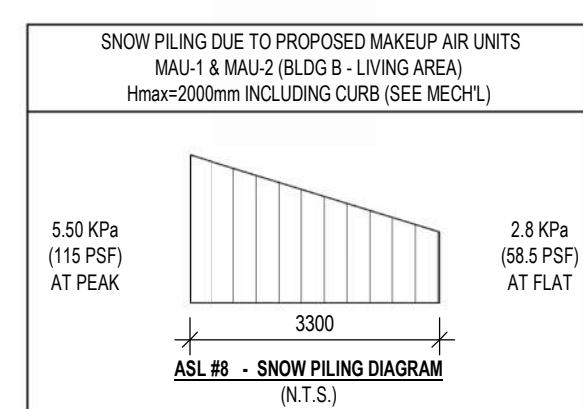 SNOW PILING DUE TO PROPOSED MAKEUP AIR UNITS
MAU-1 & MAU-2 (BLDG B - LIVING AREA)
Hmax=2000mm INCLUDING CURB (SEE MECH'L)
5.50 KPa
(115 PSF)
AT PEAK
2.8 KPa
(58.5 PSF)
AT FLAT
3300
ASL #8 - SNOW PILING DIAGRAM
(N.T.S.)